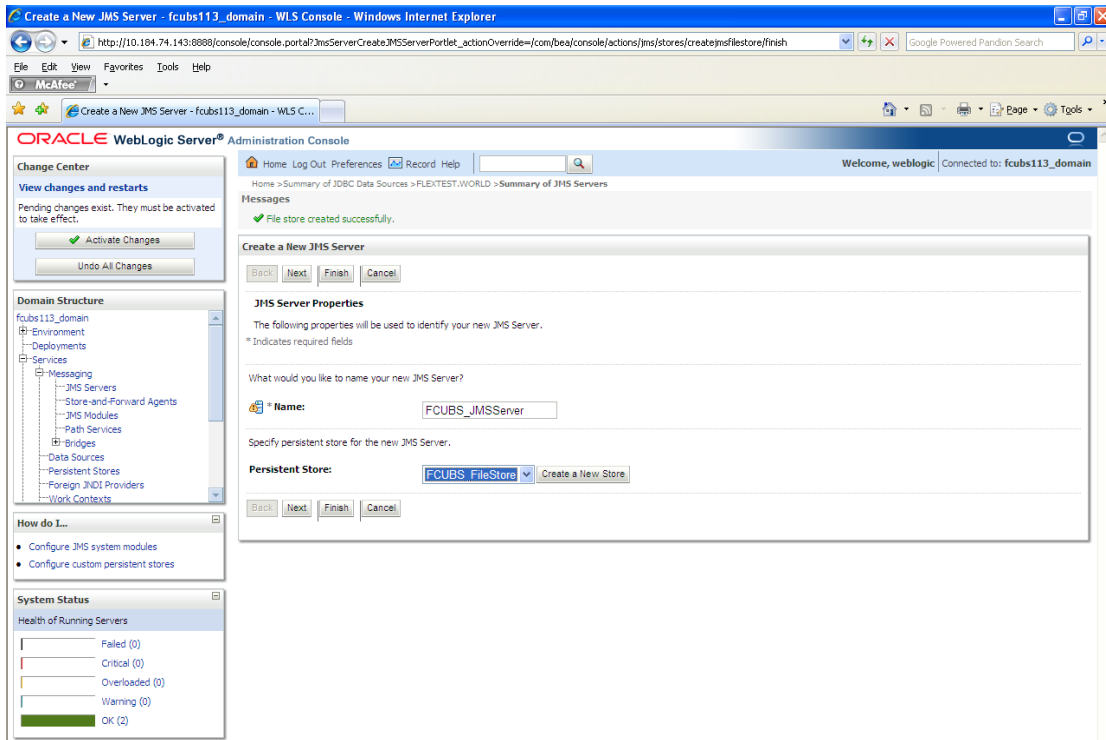 Create a New JMS Server - fcubs113_domain - WLS Console - Windows Internet Explorer
http://10.184.74.143:8888/console/console.portal?JmsServerCreateJMSServerPortlet_actionOverride=/com/bea/console/actions/jms/stores/createjmsfilestore/finish
Google Powered Pandion Search
File Edit View Favorites Tools Help
McAfee
Create a New JMS Server - fcubs113_domain - WLS C...
Page Tools
ORACLE WebLogic Server® Administration Console
Change Center
View changes and restarts
Pending changes exist. They must be activated
to take effect.
Activate Changes
Undo All Changes
Domain Structure
fcubs113_domain
Environment
Deployments
Services
Messaging
JMS Servers
Store-and-Forward Agents
JMS Modules
Path Services
Bridges
Data Sources
Persistent Stores
Foreign JNDI Providers
Work Contexts
How do I...
Configure JMS system modules
Configure custom persistent stores
System Status
Health of Running Servers
Failed (0)
Critical (0)
Overloaded (0)
Warning (0)
OK (2)
Home Log Out Preferences Record Help
Welcome, weblogic Connected to: fcubs113_domain
Home >Summary of JDBC Data Sources >FLEXTEST.WORLD >Summary of JMS Servers
Messages
File store created successfully.
Create a New JMS Server
Back Next Finish Cancel
JMS Server Properties
The following properties will be used to identify your new JMS Server.
* Indicates required fields
What would you like to name your new JMS Server?
* Name: FCUBS_JMSServer
Specify persistent store for the new JMS Server.
Persistent Store: FCUBS_FileStore Create a New Store
Back Next Finish Cancel